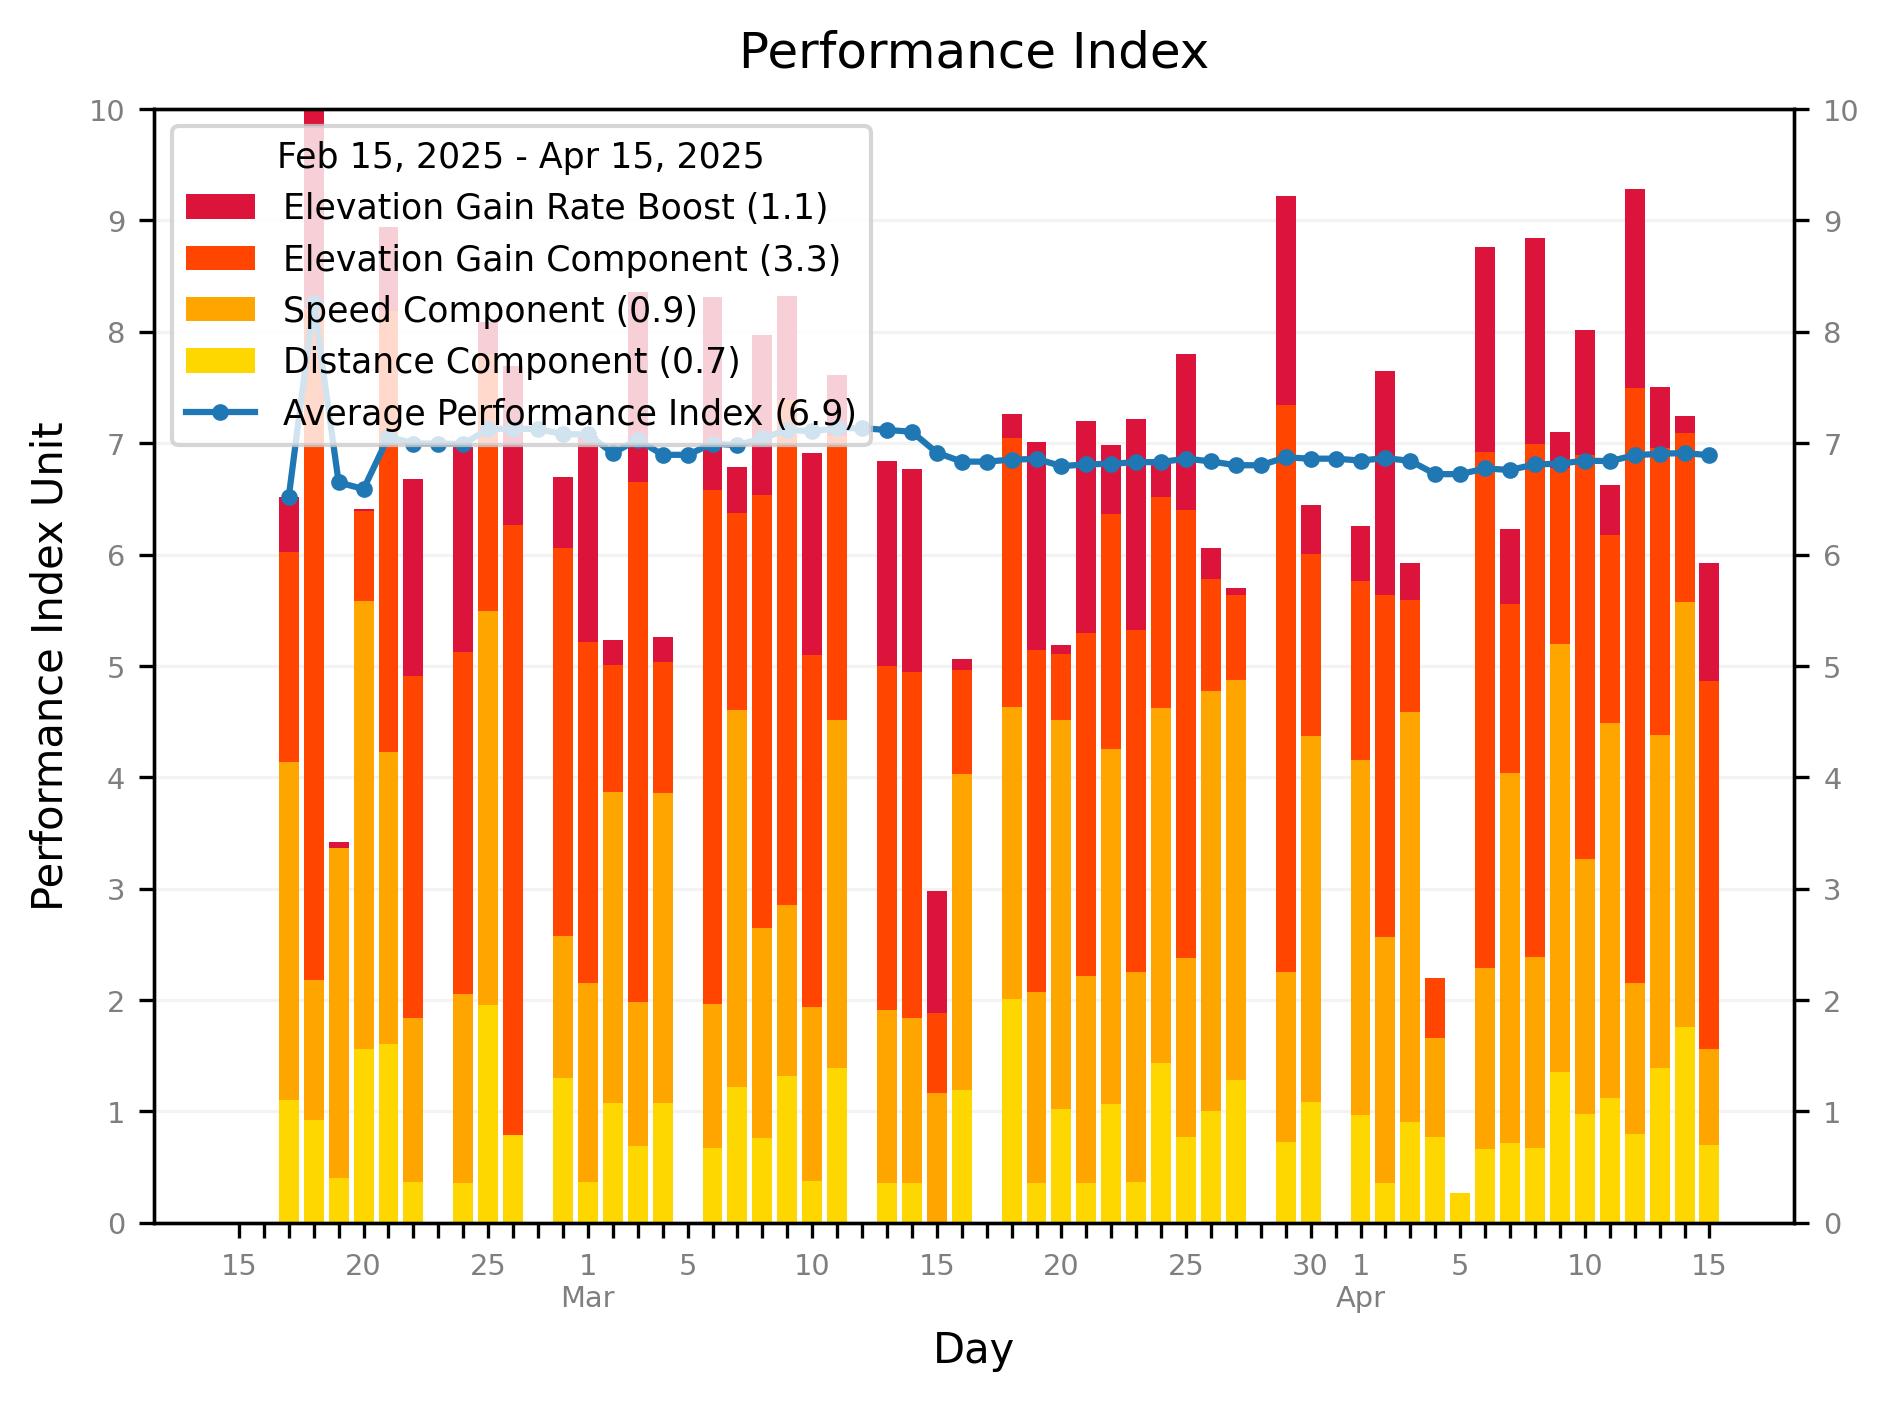 Performance Index
Feb 15, 2025 - Apr 15, 2025
Elevation Gain Rate Boost (1.1)
Elevation Gain Component (3.3)
Speed Component (0.9)
Distance Component (0.7)
Average Performance Index (6.9)
Performance Index Unit
10
9
8
7
6
5
4
3
2
1
0
10
9
8
7
6
5
4
3
2
1
0
15 20 25 1 5 10 15 20 25 30 1 5 10 15
Mar Apr
Day